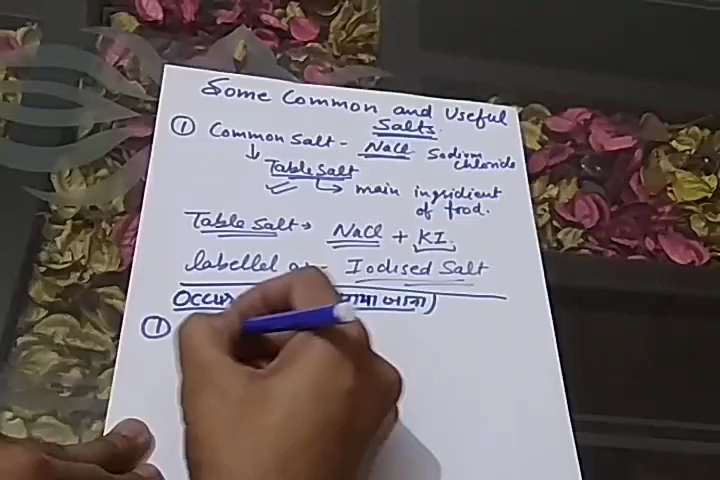 Some Common and Useful
Salts.
① Common Salt - NaCl Sodium Chloride
↓
Table Salt
↳ main ingridient
of food.
Table Salt → NaCl + KI.
labelled as - Iodised Salt
Occur पाया जाना)
①